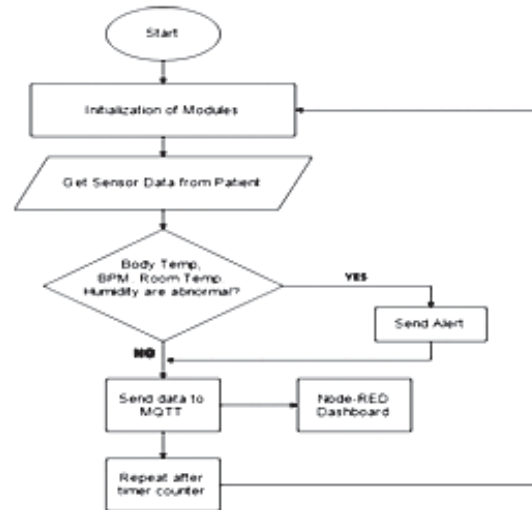 Start
Initialization of Modules
Get Sensor Data from Patient
Body Temp,
BPM, Room Temp
Humidity are abnormal?
YES
Send Alert
NO
Send data to
MQTT
Node-RED
Dashboard
Repeat after
timer counter